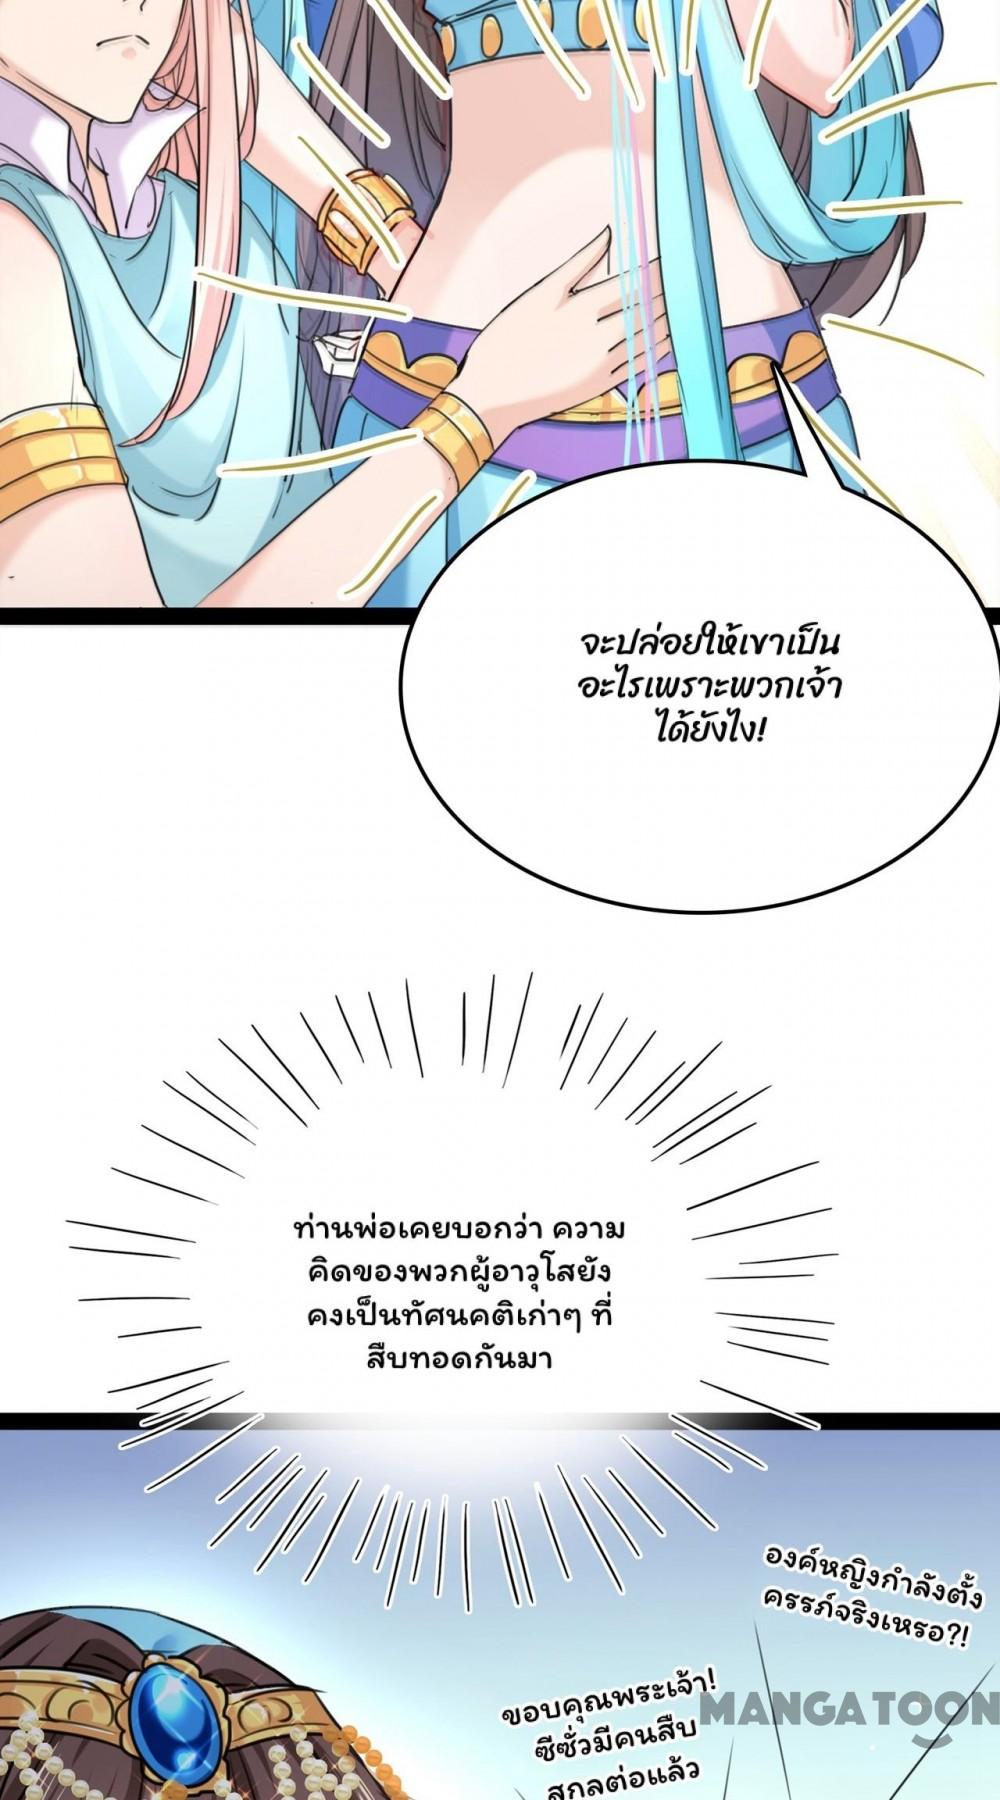 จะปล่อยให้เขาเป็น
อะไรเพราะพวกเจ้า
ได้ยังไง!
ท่านพ่อเคยบอกว่า ความ
คิดของพวกผู้อาวุโสยัง
คงเป็นทัศนคติเก่าๆ ที่
สืบทอดกันมา
องค์หญิงกำลังตั้ง
ครรภ์จริงเหรอ?!
ขอบคุณพระเจ้า!
ซีซั่วมีคนสืบ
สกุลต่อแล้ว
MANGATOON